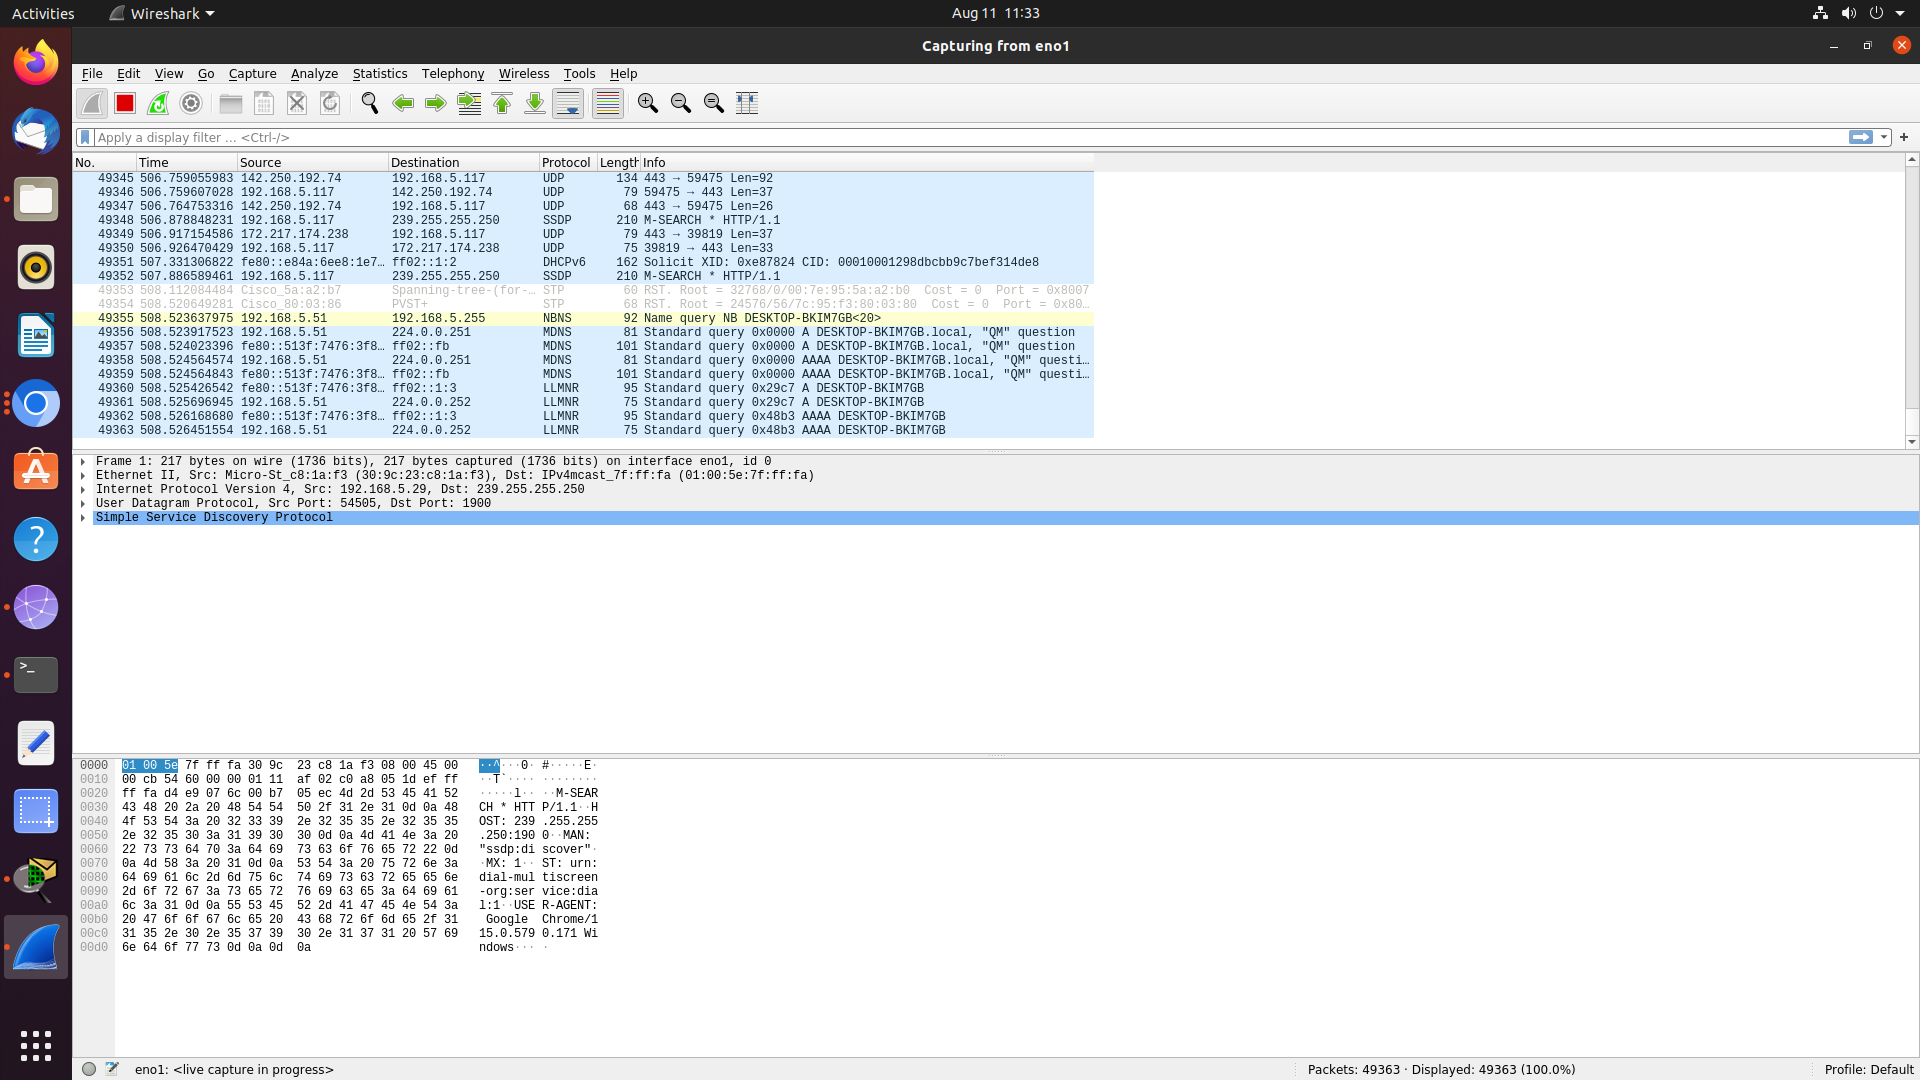 Activities Wireshark Aug 11 11:33
Capturing from eno1
File Edit View Go Capture Analyze Statistics Telephony Wireless Tools Help
Apply a display filter … <Ctrl-/>
No. Time Source Destination Protocol Length Info
49345 506.759055983 142.250.192.74 192.168.5.117 UDP 134 443 → 59475 Len=92
49346 506.759607028 192.168.5.117 142.250.192.74 UDP 79 59475 → 443 Len=37
49347 506.764753316 142.250.192.74 192.168.5.117 UDP 68 443 → 59475 Len=26
49348 506.878848231 192.168.5.117 239.255.255.250 SSDP 210 M-SEARCH * HTTP/1.1
49349 506.917154586 172.217.174.238 192.168.5.117 UDP 79 443 → 39819 Len=37
49350 506.926470429 192.168.5.117 172.217.174.238 UDP 75 39819 → 443 Len=33
49351 507.331306822 fe80::e84a:6ee8:1e7… ff02::1:2 DHCPv6 162 Solicit XID: 0xe87824 CID: 00010001298dbcbb9c7bef314de8
49352 507.886589461 192.168.5.117 239.255.255.250 SSDP 210 M-SEARCH * HTTP/1.1
49353 508.112084484 Cisco_5a:a2:b7 Spanning-tree-(for-… STP 60 RST. Root = 32768/0/00:7e:95:5a:a2:b0 Cost = 0 Port = 0x8007
49354 508.520649281 Cisco_80:03:86 PVST+ STP 68 RST. Root = 24576/56/7c:95:f3:80:03:80 Cost = 0 Port = 0x80…
49355 508.523637975 192.168.5.51 192.168.5.255 NBNS 92 Name query NB DESKTOP-BKIM7GB<20>
49356 508.523917523 192.168.5.51 224.0.0.251 MDNS 81 Standard query 0x0000 A DESKTOP-BKIM7GB.local, "QM" question
49357 508.524023396 fe80::513f:7476:3f8… ff02::fb MDNS 101 Standard query 0x0000 A DESKTOP-BKIM7GB.local, "QM" question
49358 508.524564574 192.168.5.51 224.0.0.251 MDNS 81 Standard query 0x0000 AAAA DESKTOP-BKIM7GB.local, "QM" questi…
49359 508.524564843 fe80::513f:7476:3f8… ff02::fb MDNS 101 Standard query 0x0000 AAAA DESKTOP-BKIM7GB.local, "QM" questi…
49360 508.525426542 fe80::513f:7476:3f8… ff02::1:3 LLMNR 95 Standard query 0x29c7 A DESKTOP-BKIM7GB
49361 508.525696945 192.168.5.51 224.0.0.252 LLMNR 75 Standard query 0x29c7 A DESKTOP-BKIM7GB
49362 508.526168680 fe80::513f:7476:3f8… ff02::1:3 LLMNR 95 Standard query 0x48b3 AAAA DESKTOP-BKIM7GB
49363 508.526451554 192.168.5.51 224.0.0.252 LLMNR 75 Standard query 0x48b3 AAAA DESKTOP-BKIM7GB
Frame 1: 217 bytes on wire (1736 bits), 217 bytes captured (1736 bits) on interface eno1, id 0
Ethernet II, Src: Micro-St_c8:1a:f3 (30:9c:23:c8:1a:f3), Dst: IPv4mcast_7f:ff:fa (01:00:5e:7f:ff:fa)
Internet Protocol Version 4, Src: 192.168.5.29, Dst: 239.255.255.250
User Datagram Protocol, Src Port: 54505, Dst Port: 1900
Simple Service Discovery Protocol
0000 01 00 5e 7f ff fa 30 9c 23 c8 1a f3 08 00 45 00 ··^···0· #·····E·
0010 00 cb 54 60 00 00 01 11 af 02 c0 a8 05 1d ef ff ··T`···· ········
0020 ff fa d4 e9 07 6c 00 b7 05 ec 4d 2d 53 45 41 52 ·····l·· ··M-SEAR
0030 43 48 20 2a 20 48 54 54 50 2f 31 2e 31 0d 0a 48 CH * HTT P/1.1··H
0040 4f 53 54 3a 20 32 33 39 2e 32 35 35 2e 32 35 35 OST: 239 .255.255
0050 2e 32 35 30 3a 31 39 30 30 0d 0a 4d 41 4e 3a 20 .250:190 0··MAN:
0060 22 73 73 64 70 3a 64 69 73 63 6f 76 65 72 22 0d "ssdp:di scover"·
0070 0a 4d 58 3a 20 31 0d 0a 53 54 3a 20 75 72 6e 3a ·MX: 1·· ST: urn:
0080 64 69 61 6c 2d 6d 75 6c 74 69 73 63 72 65 65 6e dial-mul tiscreen
0090 2d 6f 72 67 3a 73 65 72 76 69 63 65 3a 64 69 61 -org:ser vice:dia
00a0 6c 3a 31 0d 0a 55 53 45 52 2d 41 47 45 4e 54 3a l:1··USE R-AGENT:
00b0 20 47 6f 6f 67 6c 65 20 43 68 72 6f 6d 65 2f 31 Google Chrome/1
00c0 31 35 2e 30 2e 35 37 39 30 2e 31 37 31 20 57 69 15.0.579 0.171 Wi
00d0 6e 64 6f 77 73 0d 0a 0d 0a ndows··· ·
eno1: <live capture in progress> Packets: 49363 · Displayed: 49363 (100.0%) Profile: Default